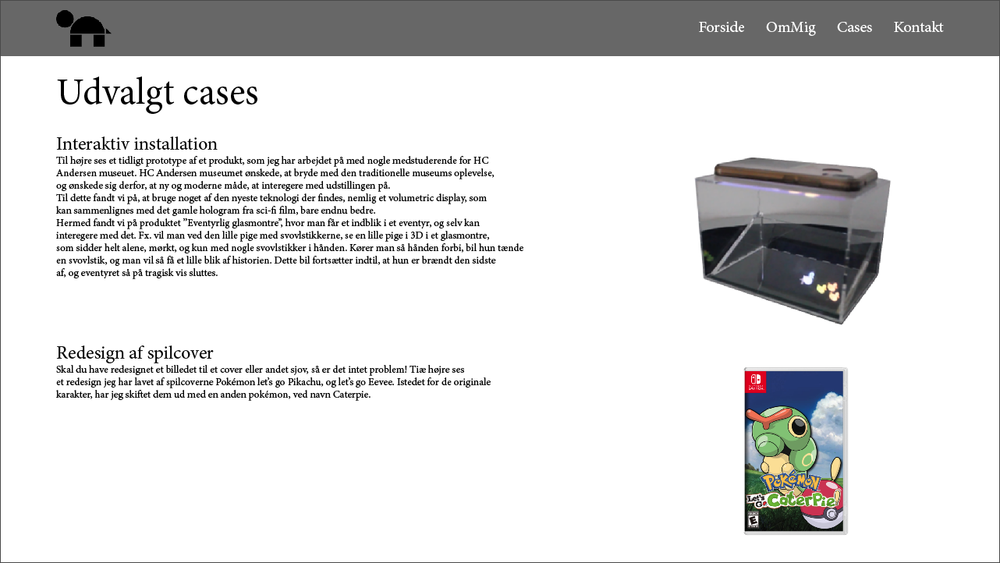 Forside OmMig Cases Kontakt
Udvalgt cases
Interaktiv installation
Til højre ses et tidligt prototype af et produkt, som jeg har arbejdet på med nogle medstuderende for HC
Andersen museuet. HC Andersen museumet ønskede, at bryde med den traditionelle museums oplevelse,
og ønskede sig derfor, at ny og moderne måde, at interegere med udstillingen på.
Til dette fandt vi på, at bruge noget af den nyeste teknologi der findes, nemlig et volumetric display, som
kan sammenlignes med det gamle hologram fra sci-fi film, bare endnu bedre.
Hermed fandt vi på produktet ”Eventyrlig glasmontre”, hvor man får et indblik i et eventyr, og selv kan
interegere med det. Fx. vil man ved den lille pige med svovlstikkerne, se en lille pige i 3D i et glasmontre,
som sidder helt alene, mørkt, og kun med nogle svovlstikker i hånden. Kører man så hånden forbi, bil hun tænde
en svovlstik, og man vil så få et lille blik af historien. Dette bil fortsætter indtil, at hun er brændt den sidste
af, og eventyret så på tragisk vis sluttes.
Redesign af spilcover
Skal du have redesignet et billedet til et cover eller andet sjov, så er det intet problem! Tiæ højre ses
et redesign jeg har lavet af spilcoverne Pokémon let’s go Pikachu, og let’s go Eevee. Istedet for de originale
karakter, har jeg skiftet dem ud med en anden pokémon, ved navn Caterpie.
SWITCH
POKéMON
Let's
Go CaterPie!
E